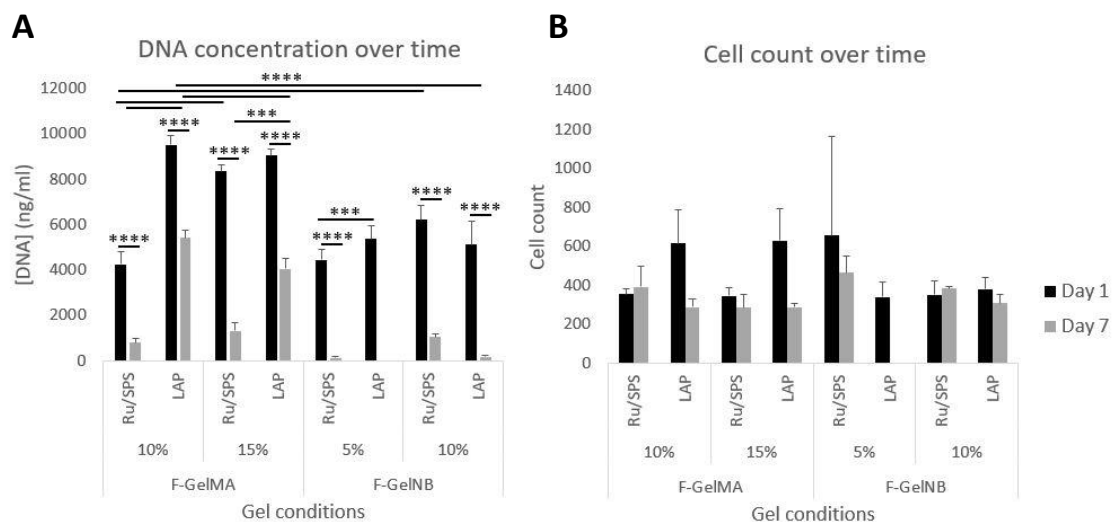 A
DNA concentration over time
[DNA] (ng/ml)
12000
10000
8000
6000
4000
2000
0
****
****
****
***
****
****
***
****
****
****
Ru/SPS
LAP
Ru/SPS
LAP
Ru/SPS
LAP
Ru/SPS
LAP
10%
15%
5%
10%
F-GelMA
F-GelNB
Gel conditions
B
Cell count over time
Cell count
1400
1200
1000
800
600
400
200
0
Ru/SPS
LAP
Ru/SPS
LAP
Ru/SPS
LAP
Ru/SPS
LAP
10%
15%
5%
10%
F-GelMA
F-GelNB
Gel conditions
Day 1
Day 7